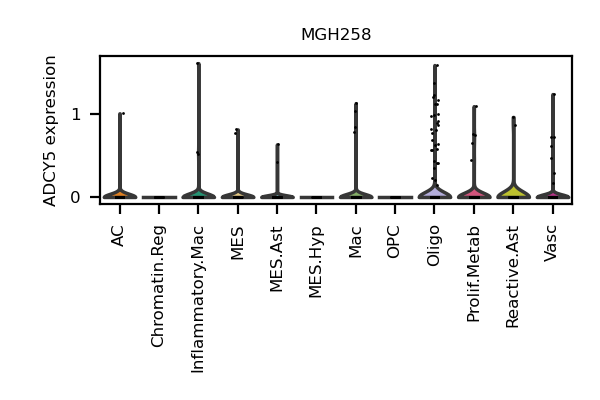 MGH258
ADCY5 expression
1
0
AC
Chromatin.Reg
Inflammatory.Mac
MES
MES.Ast
MES.Hyp
Mac
OPC
Oligo
Prolif.Metab
Reactive.Ast
Vasc